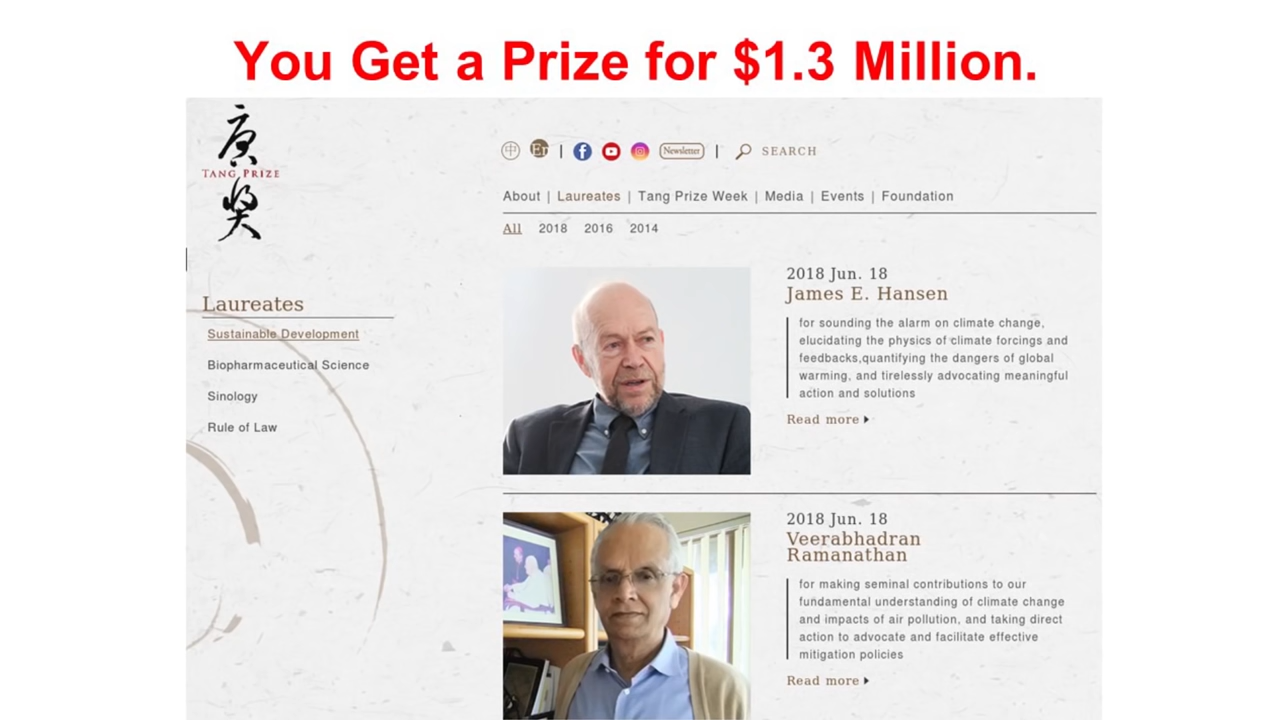 You Get a Prize for $1.3 Million.
唐
TANG PRIZE
奨
中 En | Newsletter | SEARCH
About | Laureates | Tang Prize Week | Media | Events | Foundation
All 2018 2016 2014
Laureates
Sustainable Development
Biopharmaceutical Science
Sinology
Rule of Law
2018 Jun. 18
James E. Hansen
for sounding the alarm on climate change,
elucidating the physics of climate forcings and
feedbacks,quantifying the dangers of global
warming, and tirelessly advocating meaningful
action and solutions
Read more
2018 Jun. 18
Veerabhadran
Ramanathan
for making seminal contributions to our
fundamental understanding of climate change
and impacts of air pollution, and taking direct
action to advocate and facilitate effective
mitigation policies
Read more